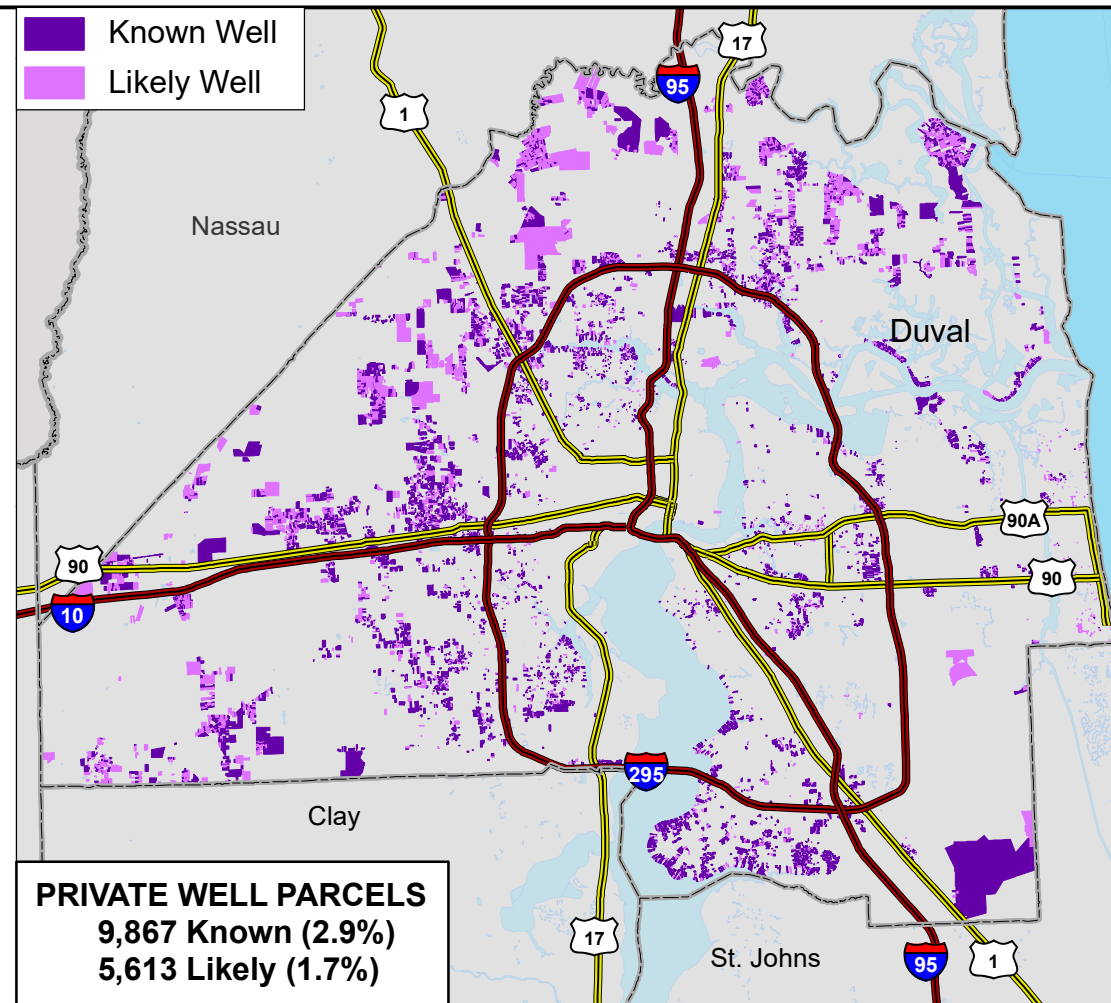 Known Well
Likely Well
17
95
1
Nassau
Duval
90A
90
90
10
295
Clay
PRIVATE WELL PARCELS
9,867 Known (2.9%)
5,613 Likely (1.7%)
17
St. Johns
95
1